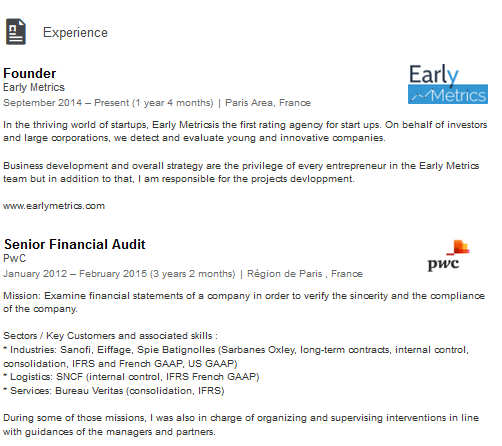 Experience
Founder
Early Metrics
September 2014 – Present (1 year 4 months) | Paris Area, France
Early
Metrics
In the thriving world of startups, Early Metricsis the first rating agency for start ups. On behalf of investors
and large corporations, we detect and evaluate young and innovative companies.
Business development and overall strategy are the privilege of every entrepreneur in the Early Metrics
team but in addition to that, I am responsible for the projects devloppment.
www.earlymetrics.com
Senior Financial Audit
PwC
January 2012 – February 2015 (3 years 2 months) | Région de Paris , France
pwc
Mission: Examine financial statements of a company in order to verify the sincerity and the compliance
of the company.
Sectors / Key Customers and associated skills :
* Industries: Sanofi, Eiffage, Spie Batignolles (Sarbanes Oxley, long-term contracts, internal control,
consolidation, IFRS and French GAAP, US GAAP)
* Logistics: SNCF (internal control, IFRS French GAAP)
* Services: Bureau Veritas (consolidation, IFRS)
During some of those missions, I was also in charge of organizing and supervising interventions in line
with guidances of the managers and partners.